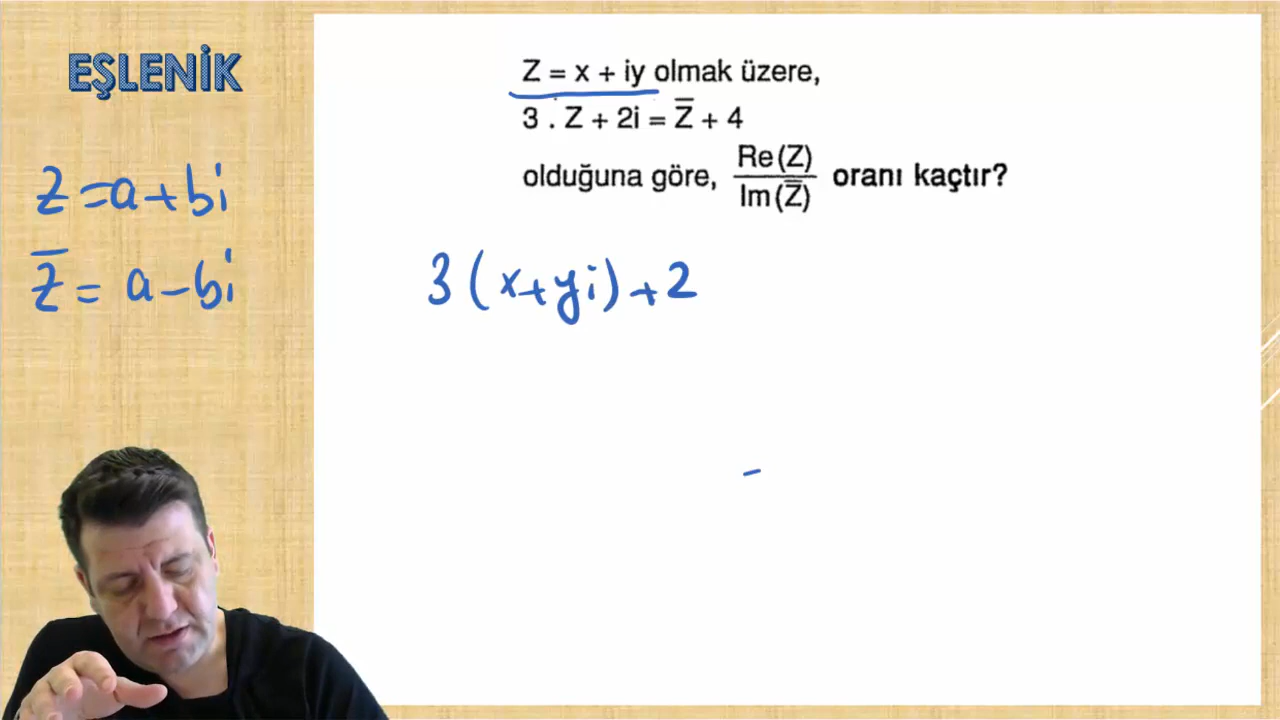 EŞLENİK
z = a + bi
z̅ = a - bi
Z = x + iy olmak üzere,
3 . Z + 2i = Z̅ + 4
olduğuna göre, Re(Z) / Im(Z̅) oranı kaçtır?
3(x+yi)+2
-